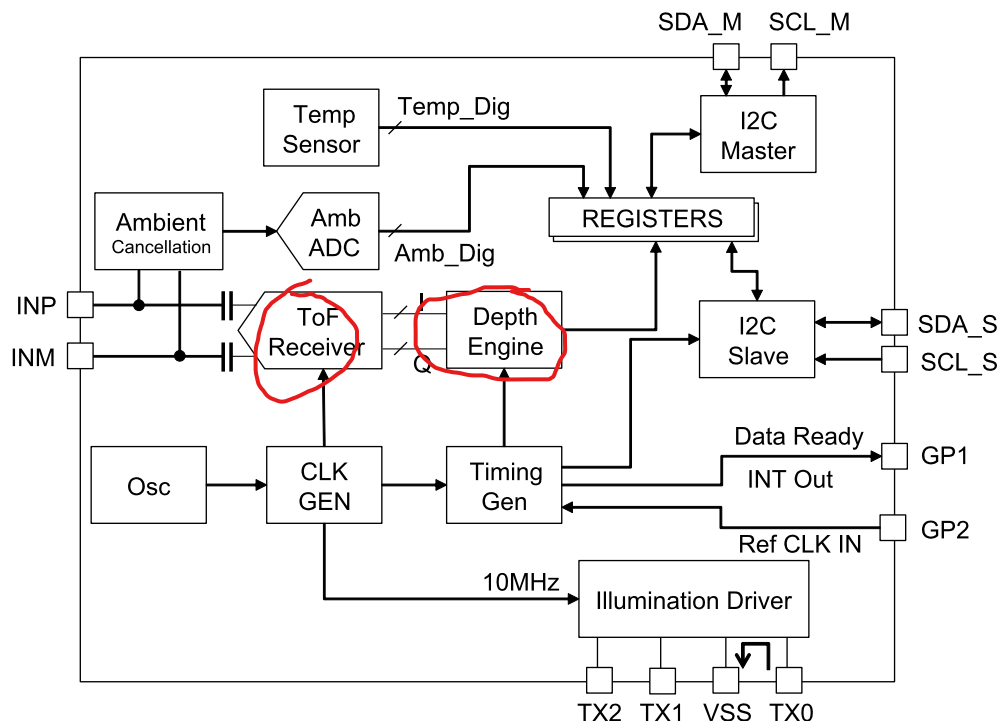 SDA_M SCL_M
Temp
Sensor
Temp_Dig
I2C
Master
Ambient
Cancellation
Amb
ADC
Amb_Dig
REGISTERS
INP
INM
ToF
Receiver
I
Q
Depth
Engine
I2C
Slave
SDA_S
SCL_S
Osc
CLK
GEN
Timing
Gen
Data Ready
INT Out
GP1
Ref CLK IN
GP2
10MHz
Illumination Driver
TX2 TX1 VSS TX0